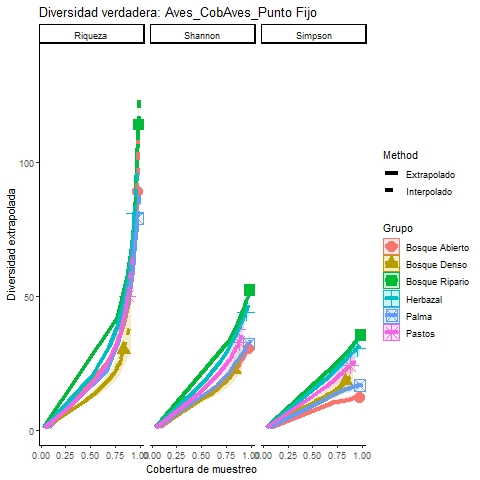 Diversidad verdadera: Aves_CobAves_Punto Fijo
Riqueza
Shannon
Simpson
Diversidad extrapolada
100
50
0
0.00 0.25 0.50 0.75 1.00
0.00 0.25 0.50 0.75 1.00
0.00 0.25 0.50 0.75 1.00
Cobertura de muestreo
Method
Extrapolado
Interpolado
Grupo
Bosque Abierto
Bosque Denso
Bosque Ripario
Herbazal
Palma
Pastos